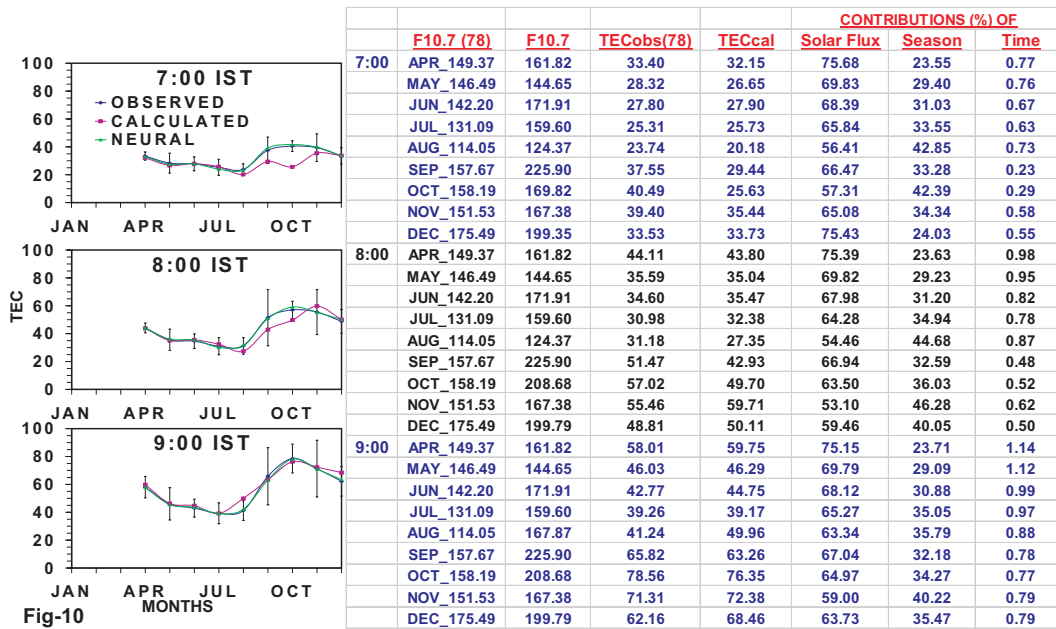 7:00 IST
OBSERVED
CALCULATED
NEURAL
100
80
60
40
20
0
JAN APR JUL OCT
8:00 IST
100
80
60
40
20
0
JAN APR JUL OCT
9:00 IST
100
80
60
40
20
0
JAN APR JUL OCT
TEC
MONTHS
Fig-10
CONTRIBUTIONS (%) OF
F10.7 (78) F10.7 TECobs(78) TECcal Solar Flux Season Time
7:00 APR_149.37 161.82 33.40 32.15 75.68 23.55 0.77
MAY_146.49 144.65 28.32 26.65 69.83 29.40 0.76
JUN_142.20 171.91 27.80 27.90 68.39 31.03 0.67
JUL_131.09 159.60 25.31 25.73 65.84 33.55 0.63
AUG_114.05 124.37 23.74 20.18 56.41 42.85 0.73
SEP_157.67 225.90 37.55 29.44 66.47 33.28 0.23
OCT_158.19 169.82 40.49 25.63 57.31 42.39 0.29
NOV_151.53 167.38 39.40 35.44 65.08 34.34 0.58
DEC_175.49 199.35 33.53 33.73 75.43 24.03 0.55
8:00 APR_149.37 161.82 44.11 43.80 75.39 23.63 0.98
MAY_146.49 144.65 35.59 35.04 69.82 29.23 0.95
JUN_142.20 171.91 34.60 35.47 67.98 31.20 0.82
JUL_131.09 159.60 30.98 32.38 64.28 34.94 0.78
AUG_114.05 124.37 31.18 27.35 54.46 44.68 0.87
SEP_157.67 225.90 51.47 42.93 66.94 32.59 0.48
OCT_158.19 208.68 57.02 49.70 63.50 36.03 0.52
NOV_151.53 167.38 55.46 59.71 53.10 46.28 0.62
DEC_175.49 199.79 48.81 50.11 59.46 40.05 0.50
9:00 APR_149.37 161.82 58.01 59.75 75.15 23.71 1.14
MAY_146.49 144.65 46.03 46.29 69.79 29.09 1.12
JUN_142.20 171.91 42.77 44.75 68.12 30.88 0.99
JUL_131.09 159.60 39.26 39.17 65.27 35.05 0.97
AUG_114.05 167.87 41.24 49.96 63.34 35.79 0.88
SEP_157.67 225.90 65.82 63.26 67.04 32.18 0.78
OCT_158.19 208.68 78.56 76.35 64.97 34.27 0.77
NOV_151.53 167.38 71.31 72.38 59.00 40.22 0.79
DEC_175.49 199.79 62.16 68.46 63.73 35.47 0.79